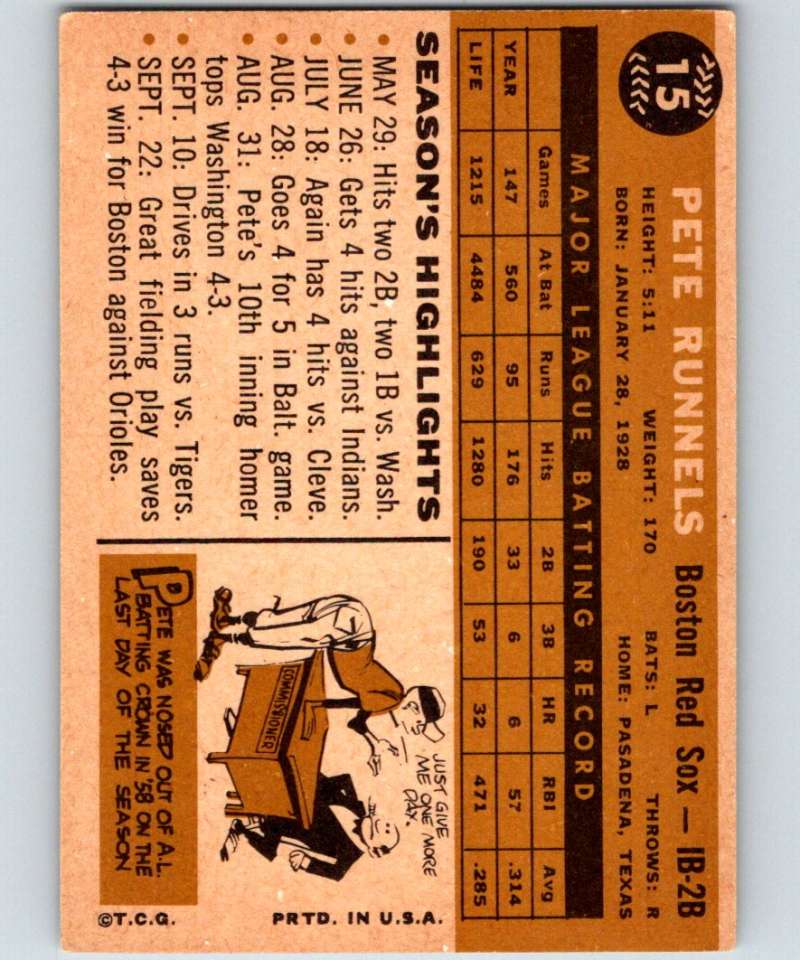 15
PETE RUNNELS Boston Red Sox — 1B-2B
HEIGHT: 5:11 WEIGHT: 170 BATS: L THROWS: R
BORN: JANUARY 28, 1928 HOME: PASADENA, TEXAS
MAJOR LEAGUE BATTING RECORD
Games At Bat Runs Hits 2B 3B HR RBI Avg
YEAR 147 560 95 176 33 6 6 57 .314
LIFE 1215 4484 629 1280 190 53 32 471 .285
SEASON'S HIGHLIGHTS
• MAY 29: Hits two 2B, two 1B vs. Wash.
• JUNE 26: Gets 4 hits against Indians.
• JULY 18: Again has 4 hits vs. Cleve.
• AUG. 28: Goes 4 for 5 in Balt. game.
• AUG. 31: Pete's 10th inning homer
tops Washington 4-3.
• SEPT. 10: Drives in 3 runs vs. Tigers.
• SEPT. 22: Great fielding play saves
4-3 win for Boston against Orioles.
JUST GIVE
ME ONE MORE
DAY.
COMMISSIONER
PETE WAS NOSED OUT OF A.L.
BATTING CROWN IN '58 ON THE
LAST DAY OF THE SEASON
©T.C.G. PRTD. IN U.S.A.